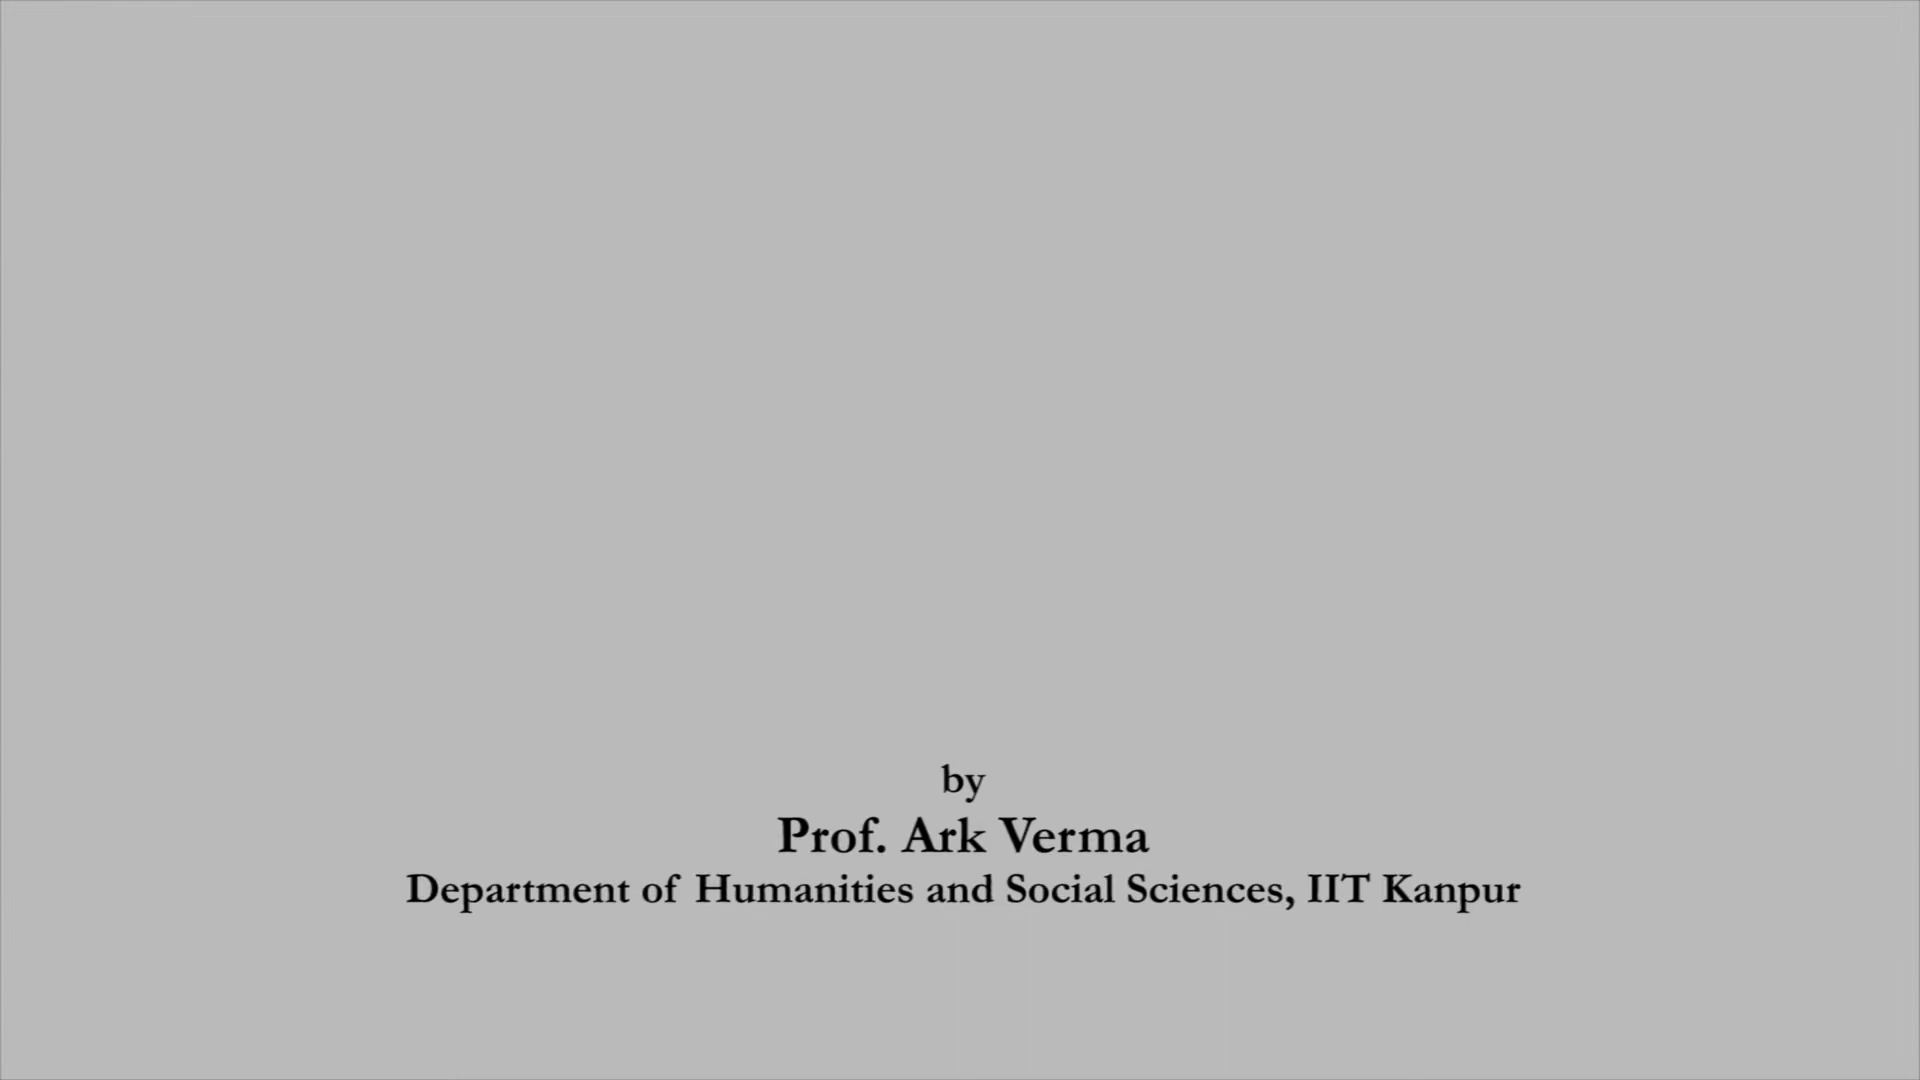 by
Prof. Ark Verma
Department of Humanities and Social Sciences, IIT Kanpur